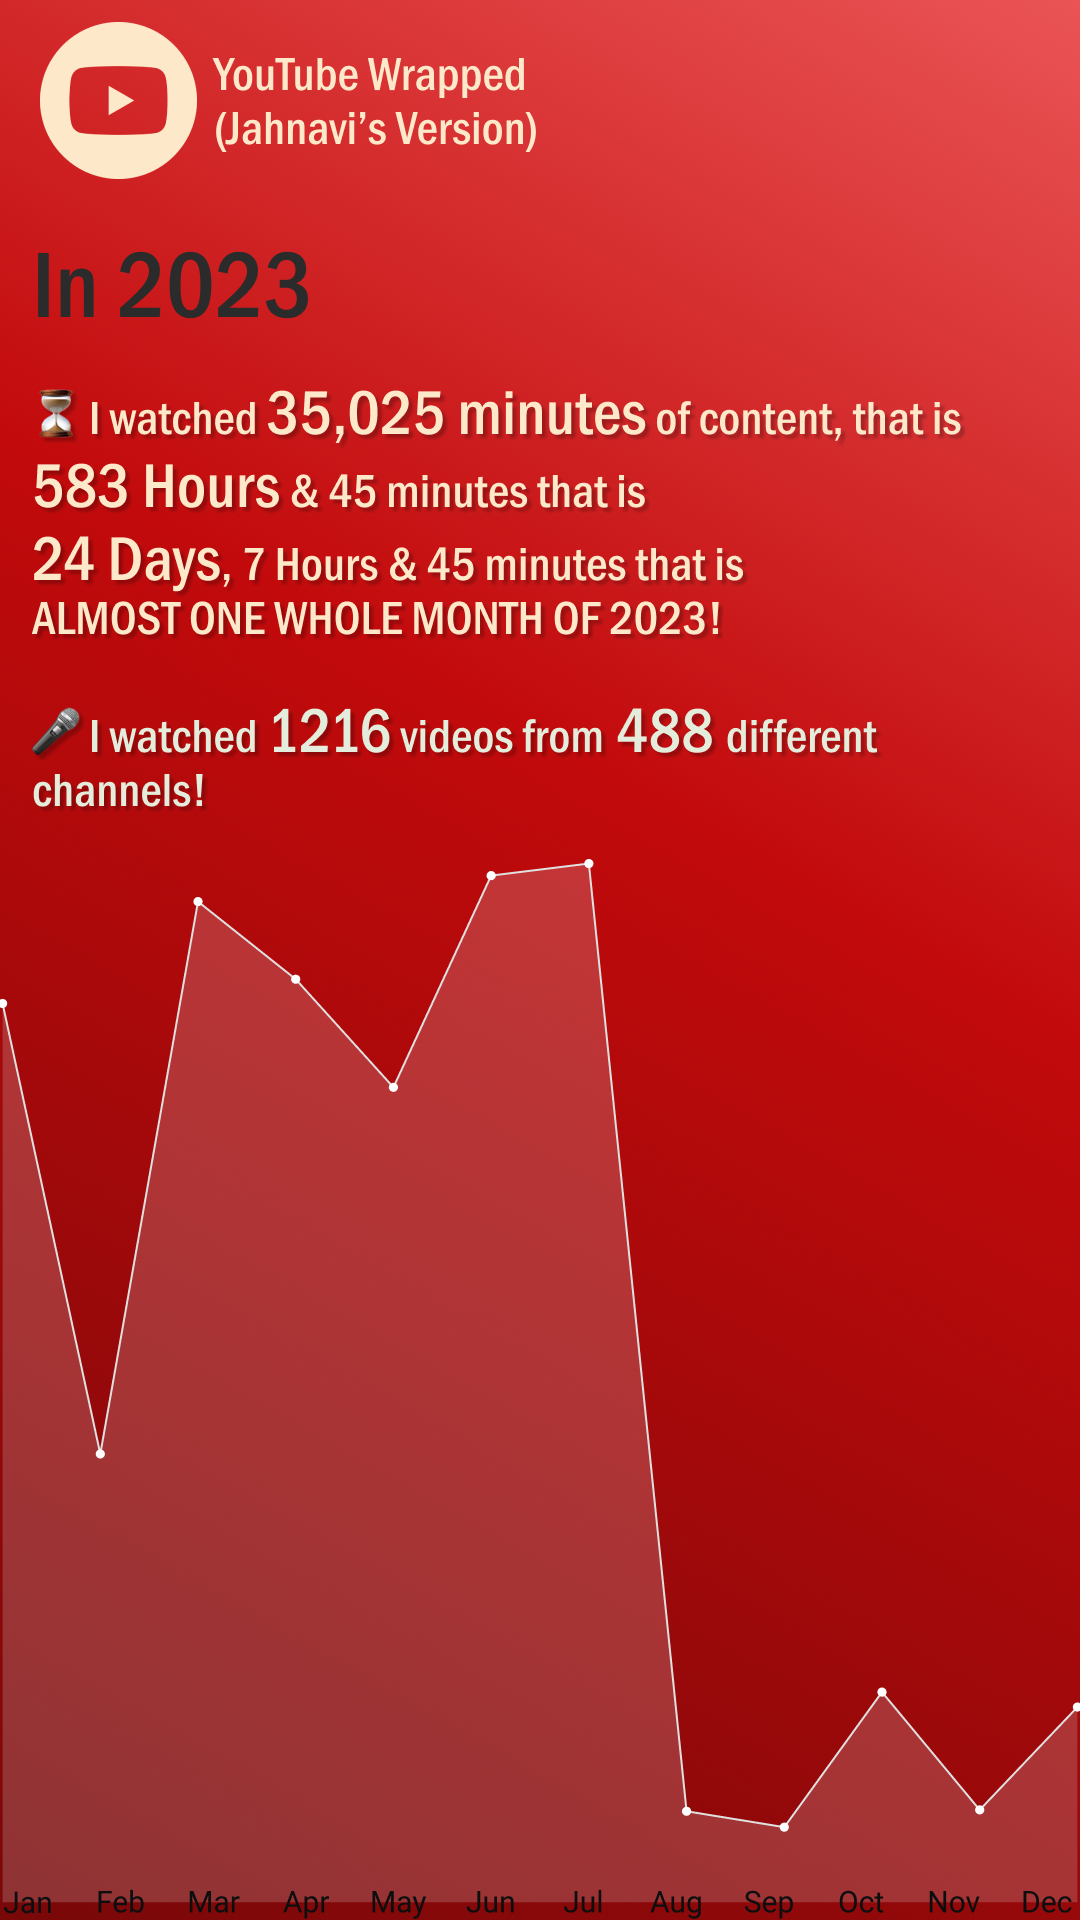 YouTube Wrapped
(Jahnavi’s Version)
In 2023
⏳ I watched 35,025 minutes of content, that is
583 Hours & 45 minutes that is
24 Days, 7 Hours & 45 minutes that is
ALMOST ONE WHOLE MONTH OF 2023!
🎤 I watched 1216 videos from 488 different
channels!
Jan Feb Mar Apr May Jun Jul Aug Sep Oct Nov Dec